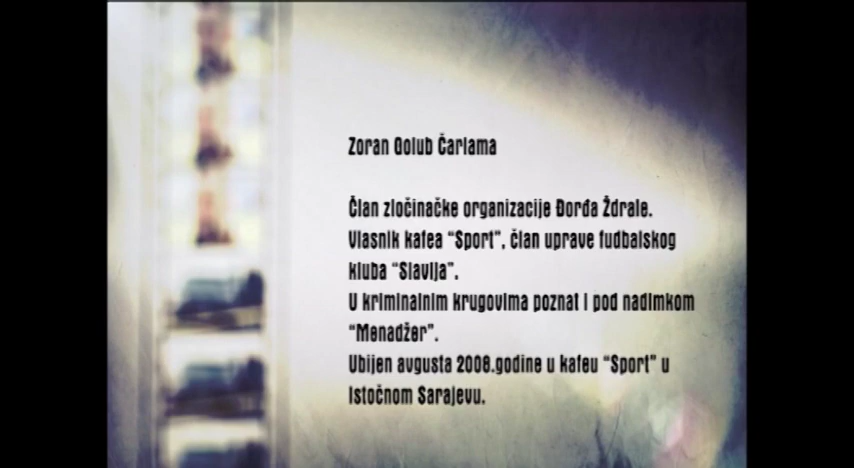 Zoran Golub Čarlama
Član zločinačke organizacije Đorđa Ždrale.
Vlasnik kafea “Sport”, član uprave fudbalskog
kluba “Slavija”.
U kriminalnim krugovima poznat i pod nadimkom
“Menadžer”.
Ubijen avgusta 2008.godine u kafeu “Sport” u
Istočnom Sarajevu.